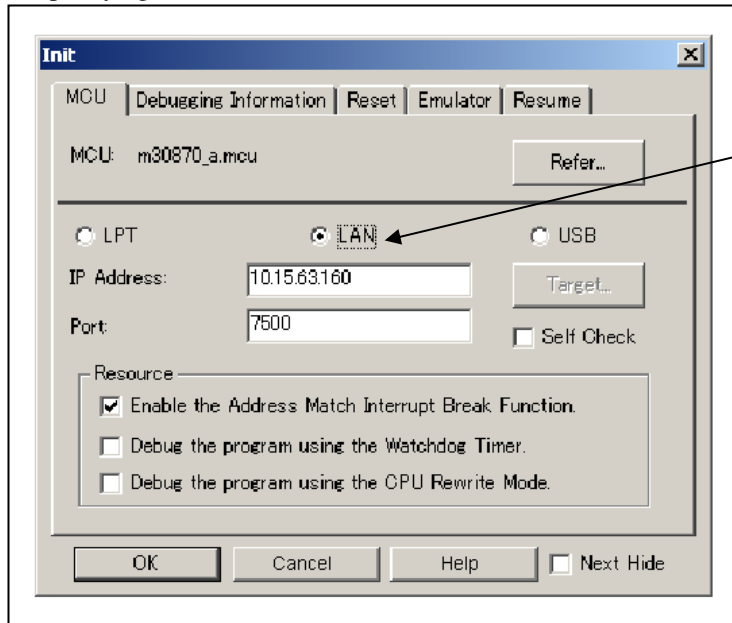 Init
MCU Debugging Information Reset Emulator Resume
MCU: m30870_a.mcu Refer...
LPT LAN USB
IP Address: 10.15.63.160 Target...
Port: 7500 Self Check
Resource
Enable the Address Match Interrupt Break Function.
Debug the program using the Watchdog Timer.
Debug the program using the CPU Rewrite Mode.
OK Cancel Help Next Hide